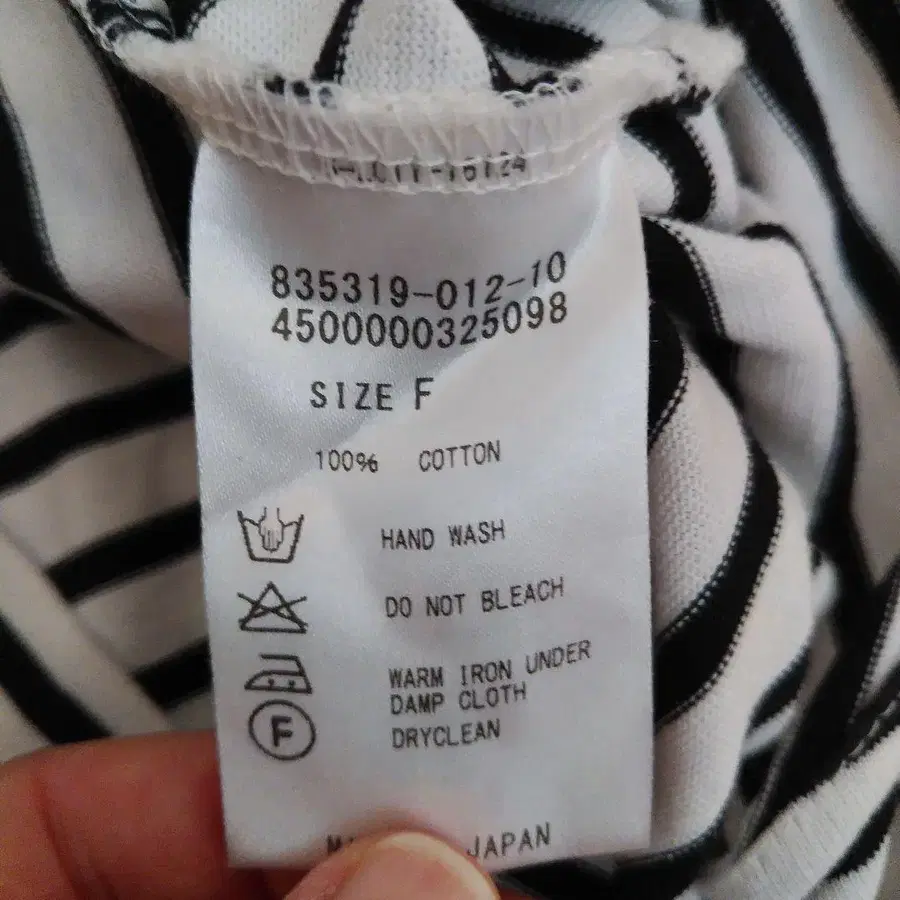 835319-012-10
4500000325098
SIZE F
100% COTTON
HAND WASH
DO NOT BLEACH
WARM IRON UNDER
DAMP CLOTH
F
DRYCLEAN
JAPAN